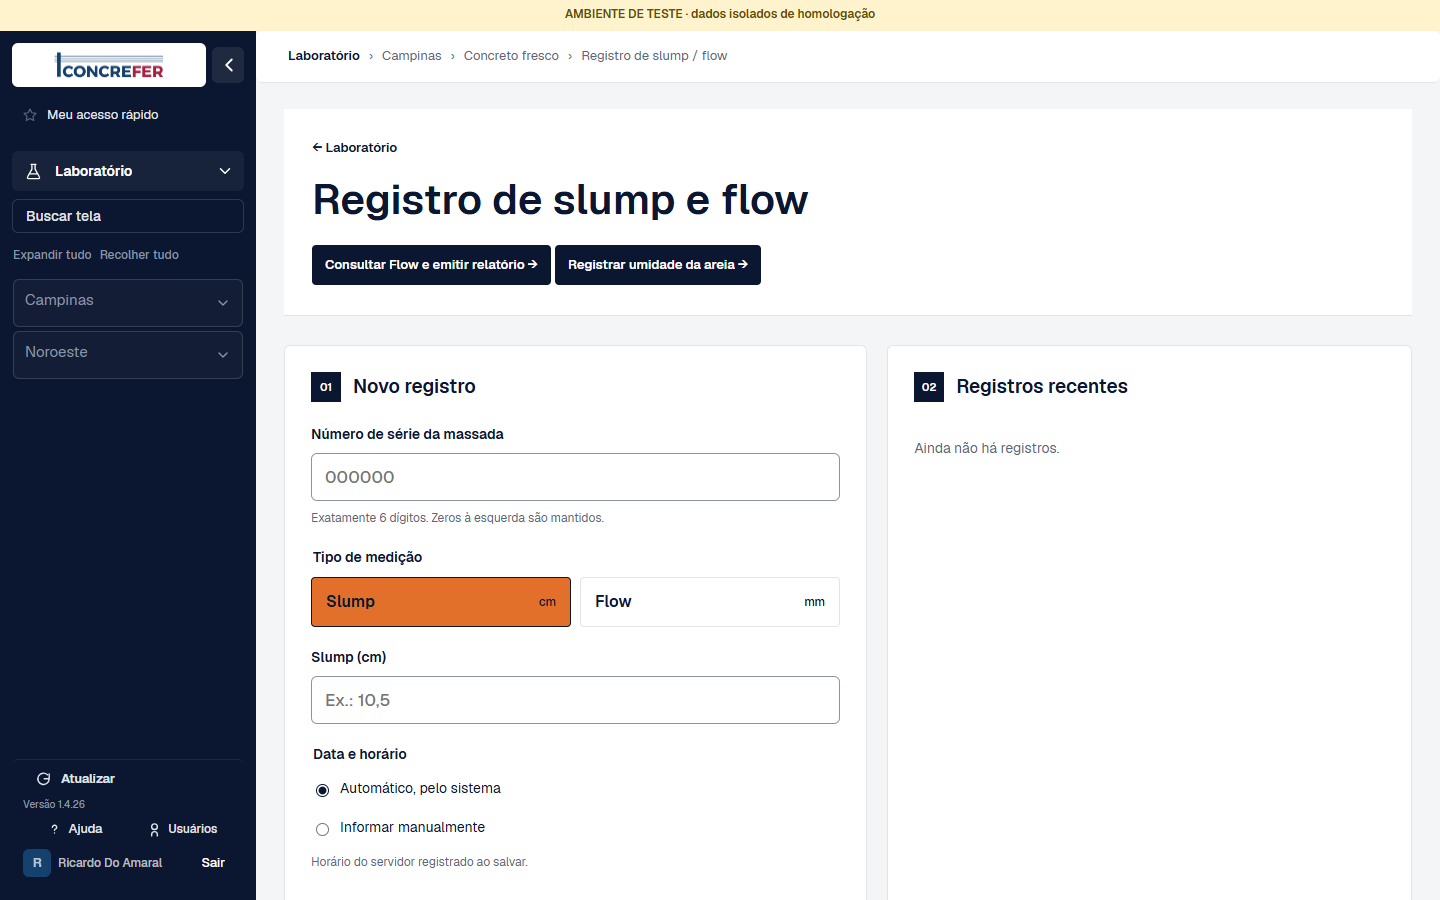 AMBIENTE DE TESTE · dados isolados de homologação
CONCREFER
Meu acesso rápido
Laboratório
Buscar tela
Expandir tudo Recolher tudo
Campinas
Noroeste
Atualizar
Versão 1.4.26
? Ajuda Usuários
R Ricardo Do Amaral Sair
Laboratório › Campinas › Concreto fresco › Registro de slump / flow
← Laboratório
Registro de slump e flow
Consultar Flow e emitir relatório → Registrar umidade da areia →
01 Novo registro
Número de série da massada
000000
Exatamente 6 dígitos. Zeros à esquerda são mantidos.
Tipo de medição
Slump cm Flow mm
Slump (cm)
Ex.: 10,5
Data e horário
Automático, pelo sistema
Informar manualmente
Horário do servidor registrado ao salvar.
02 Registros recentes
Ainda não há registros.